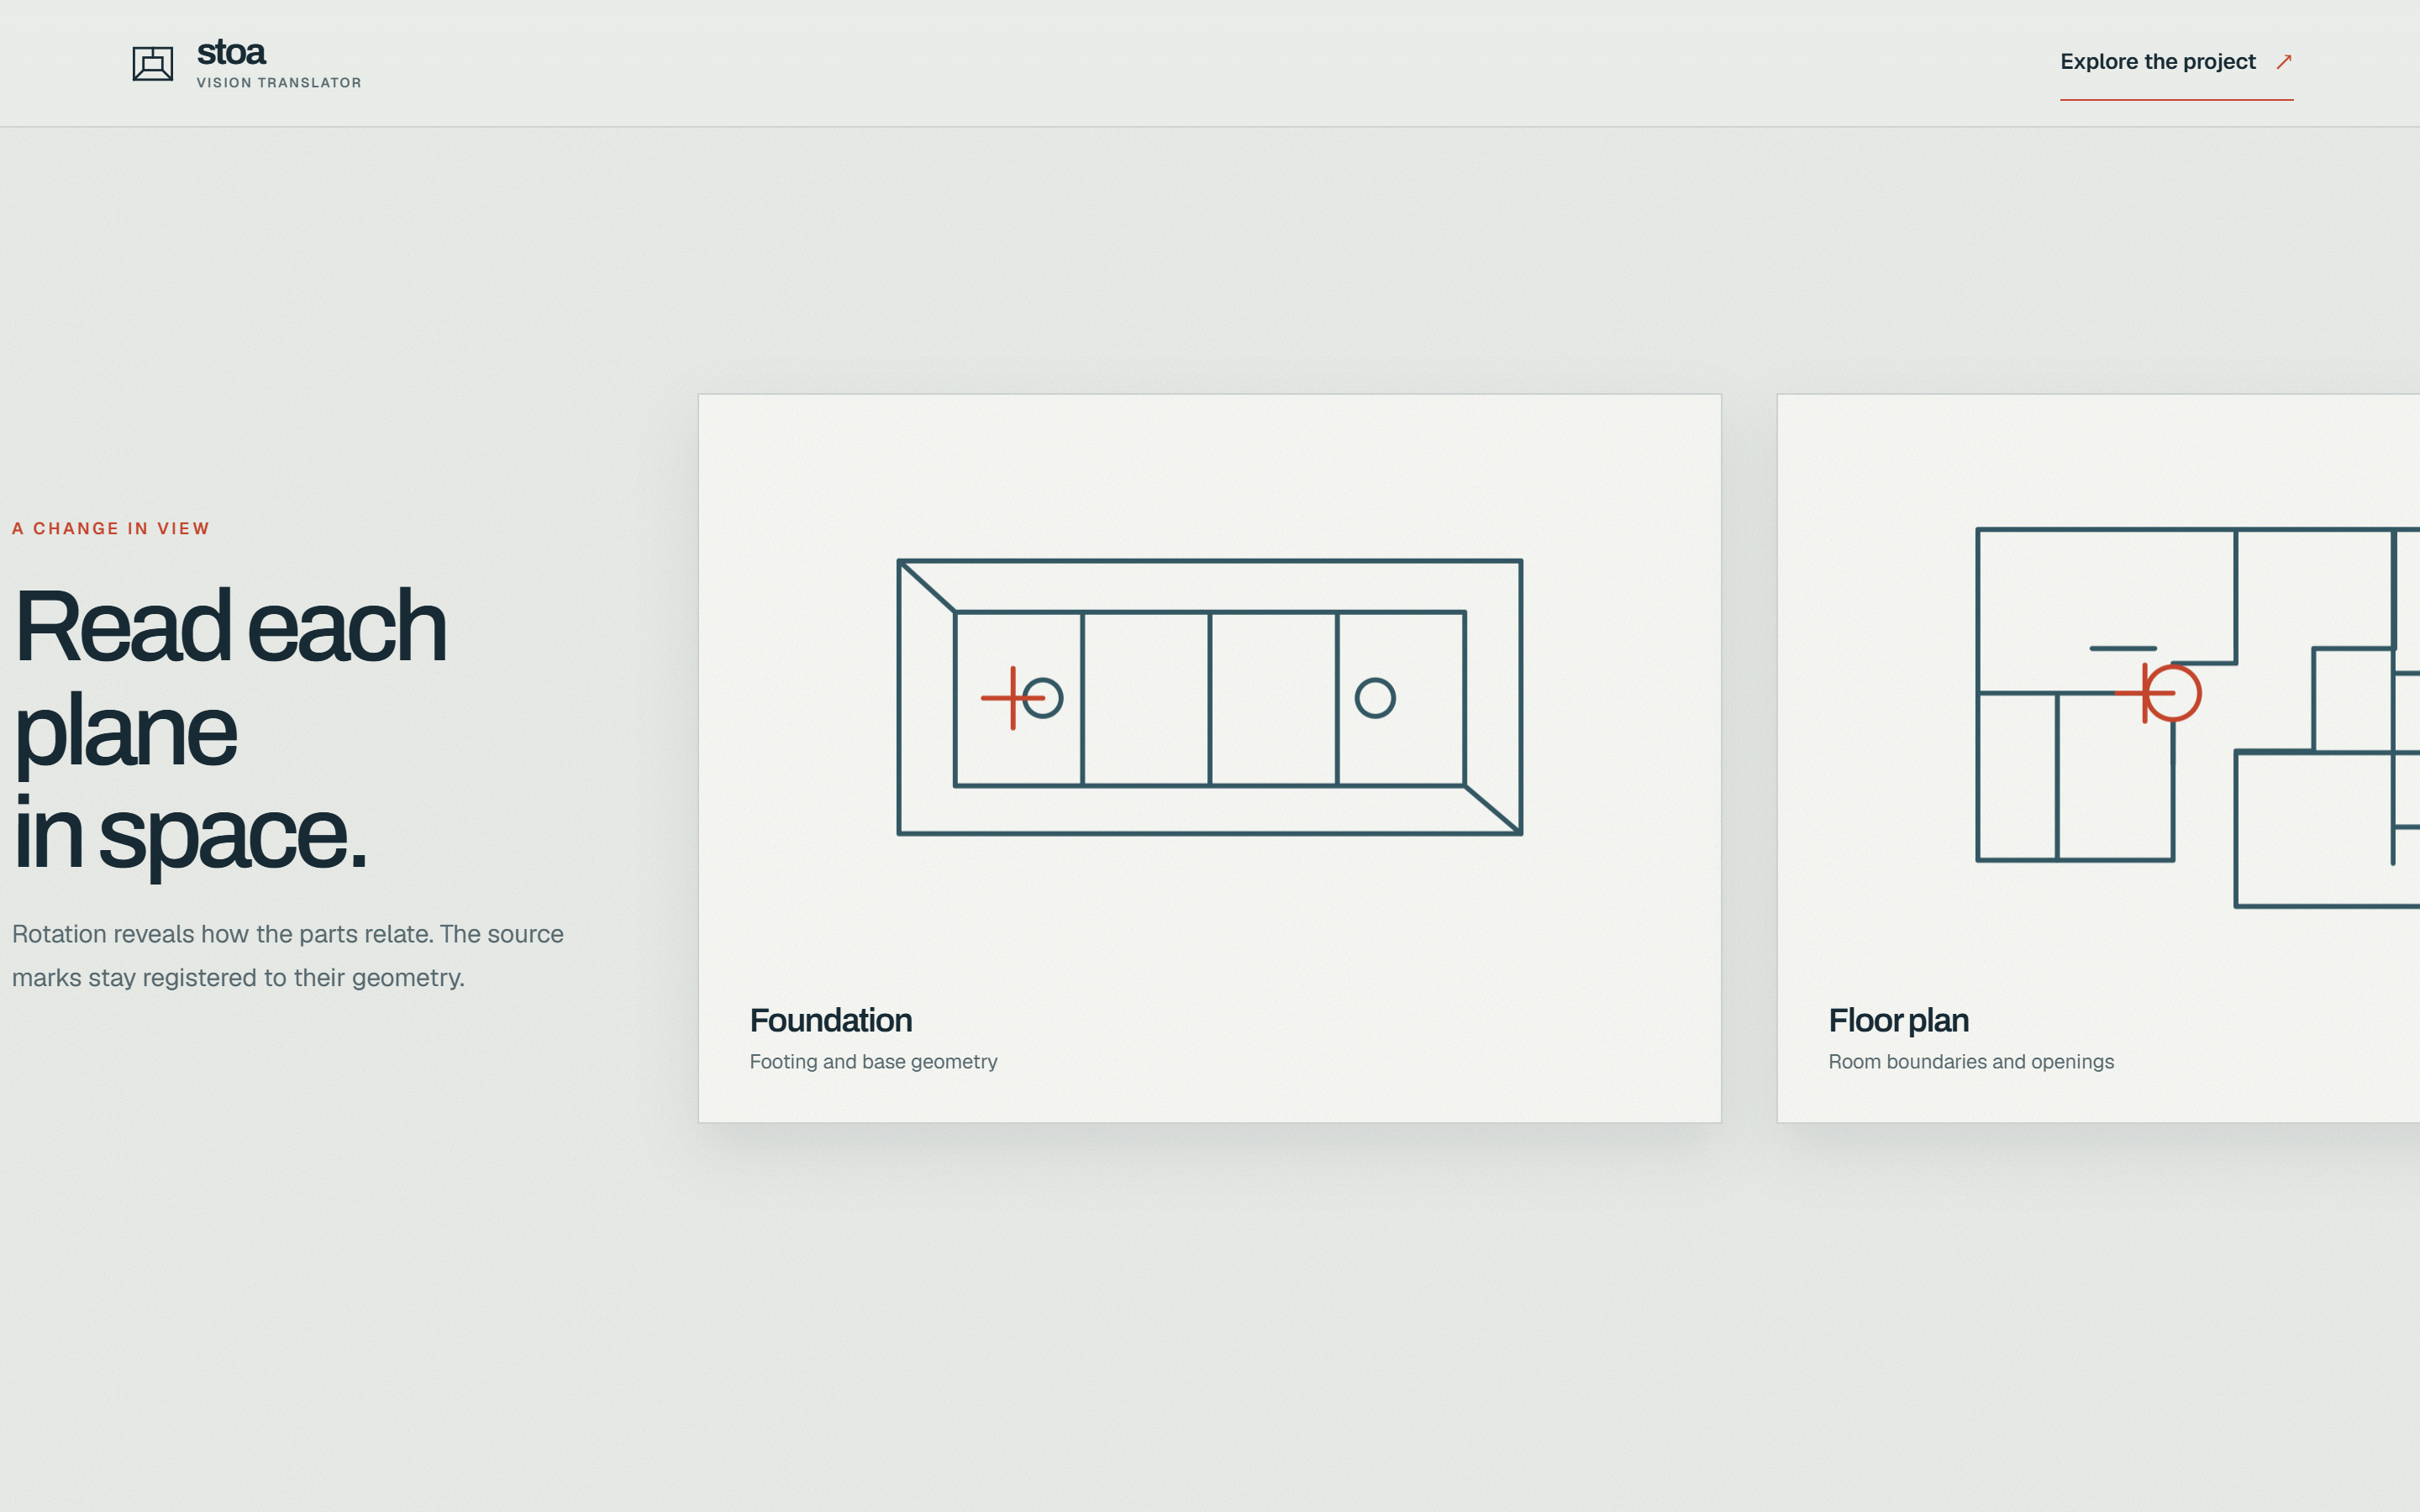 stoa
VISION TRANSLATOR
Explore the project ↗
A CHANGE IN VIEW
Read each
plane
in space.
Rotation reveals how the parts relate. The source
marks stay registered to their geometry.
Foundation
Footing and base geometry
Floor plan
Room boundaries and openings